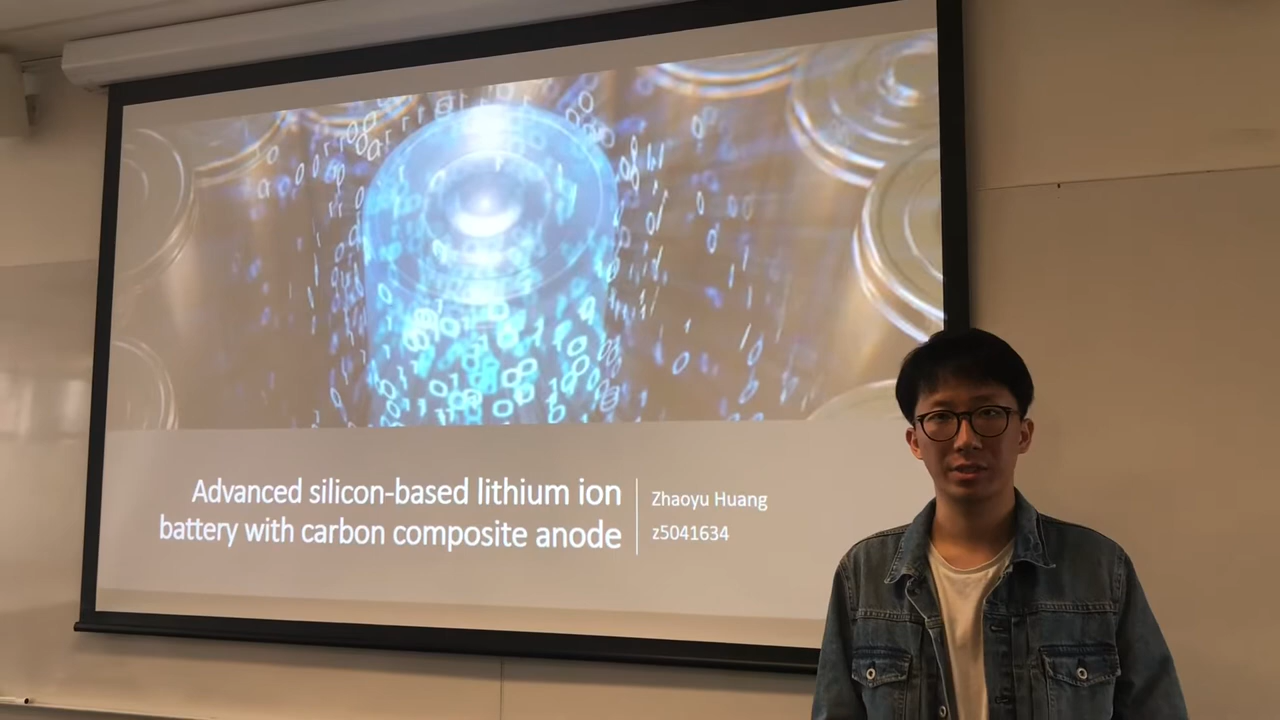 Advanced silicon-based lithium ion
battery with carbon composite anode
Zhaoyu Huang
z5041634